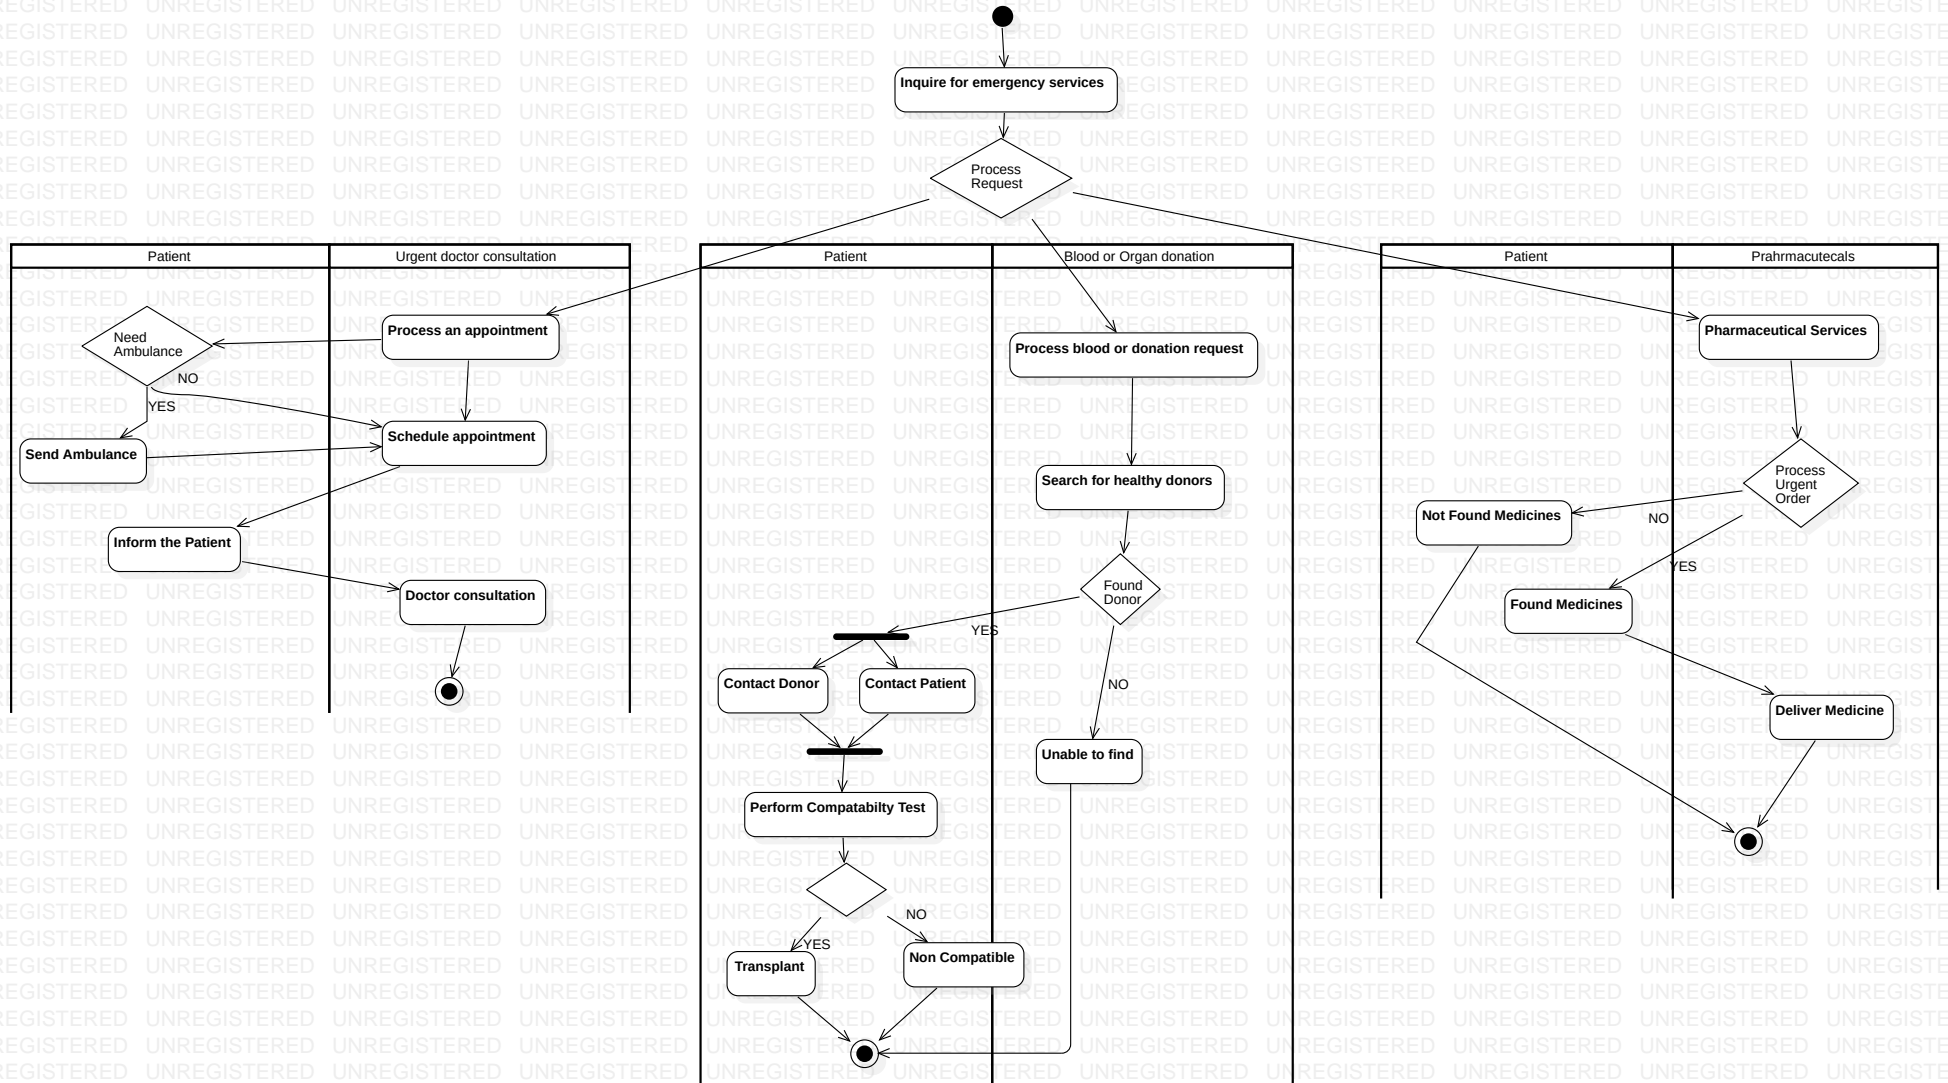 Inquire for emergency services
Process
Request
Patient
Urgent doctor consultation
Need
Ambulance
Process an appointment
NO
YES
Schedule appointment
Send Ambulance
Inform the Patient
Doctor consultation
Patient
Blood or Organ donation
Process blood or donation request
Search for healthy donors
Found
Donor
YES
NO
Contact Donor
Contact Patient
Unable to find
Perform Compatabilty Test
NO
YES
Transplant
Non Compatible
Patient
Prahrmacutecals
Pharmaceutical Services
Process
Urgent
Order
Not Found Medicines
NO
YES
Found Medicines
Deliver Medicine
UNREGISTERED